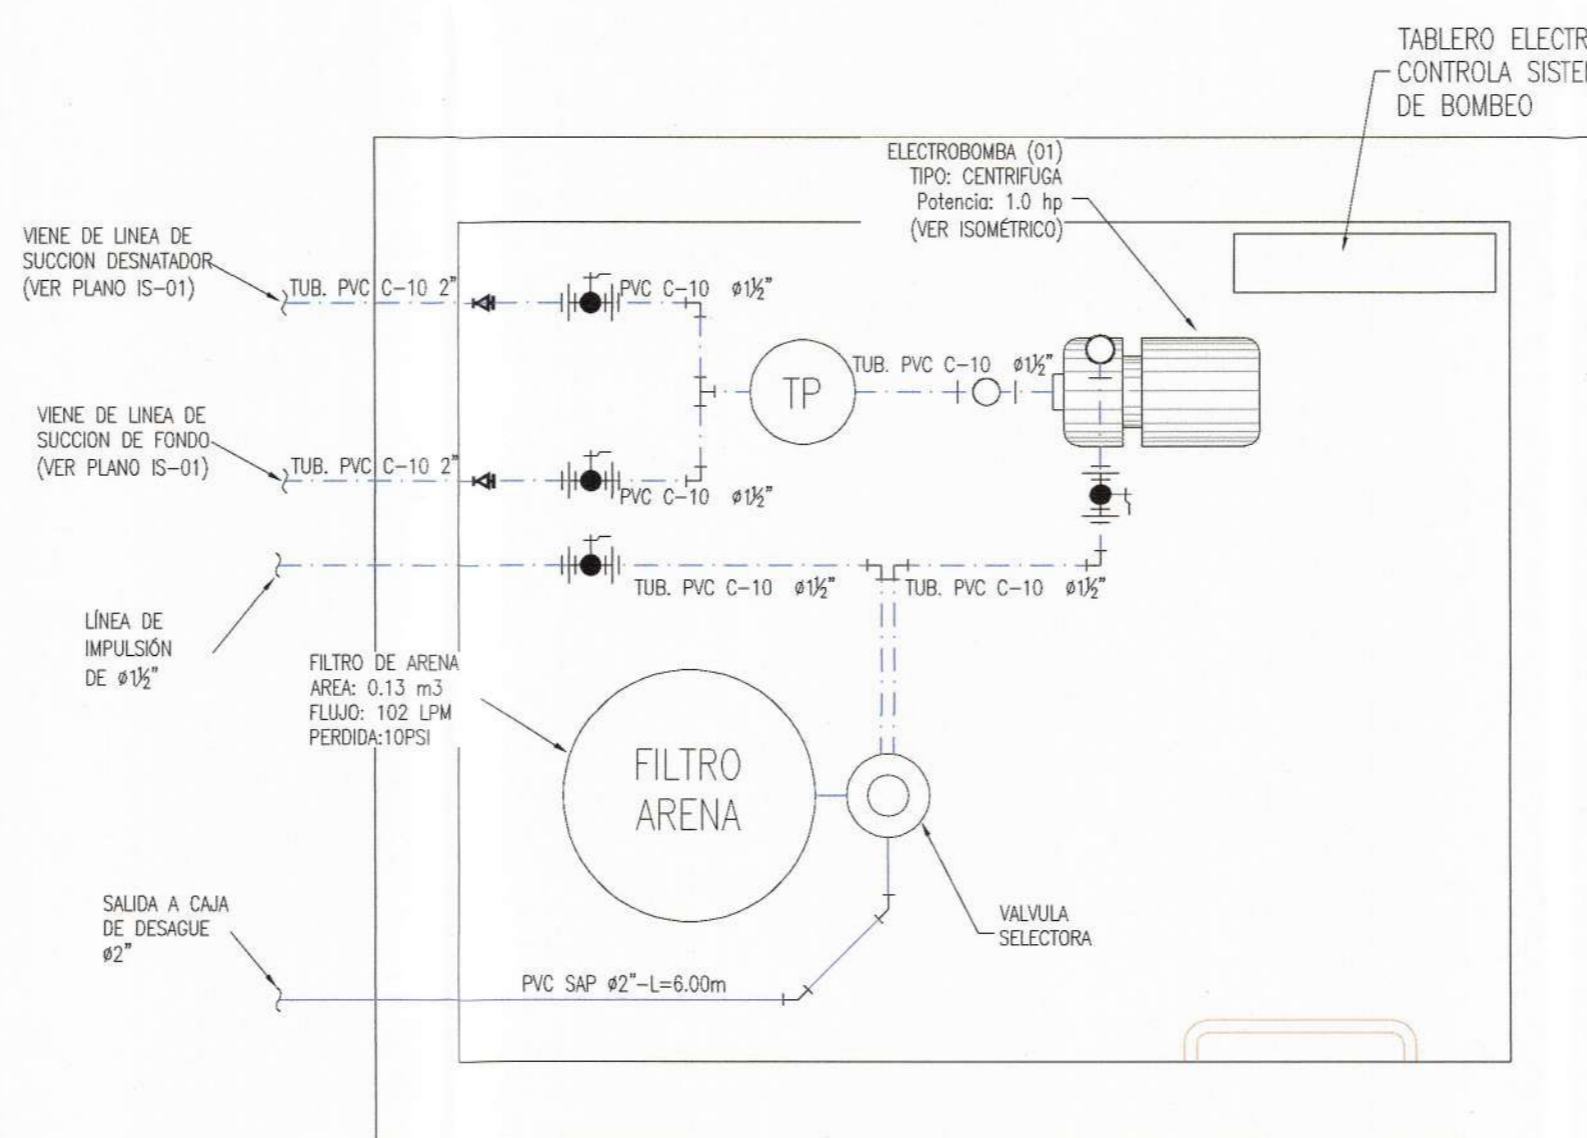 TABLERO ELECTR
CONTROLA SISTE
DE BOMBEO
ELECTROBOMBA (01)
TIPO: CENTRIFUGA
Potencia: 1.0 hp
(VER ISOMÉTRICO)
VIENE DE LINEA DE
SUCCION DESNATADOR
(VER PLANO IS-01)
TUB. PVC C-10 2"
PVC C-10 ø1½"
TP
TUB. PVC C-10 ø1½"
VIENE DE LINEA DE
SUCCION DE FONDO
(VER PLANO IS-01)
TUB. PVC C-10 2"
PVC C-10 ø1½"
TUB. PVC C-10 ø1½"
TUB. PVC C-10 ø1½"
LÍNEA DE
IMPULSIÓN
DE ø1½"
FILTRO DE ARENA
AREA: 0.13 m3
FLUJO: 102 LPM
PERDIDA:10PSI
FILTRO
ARENA
SALIDA A CAJA
DE DESAGUE
ø2"
VALVULA
SELECTORA
PVC SAP ø2"-L=6.00m